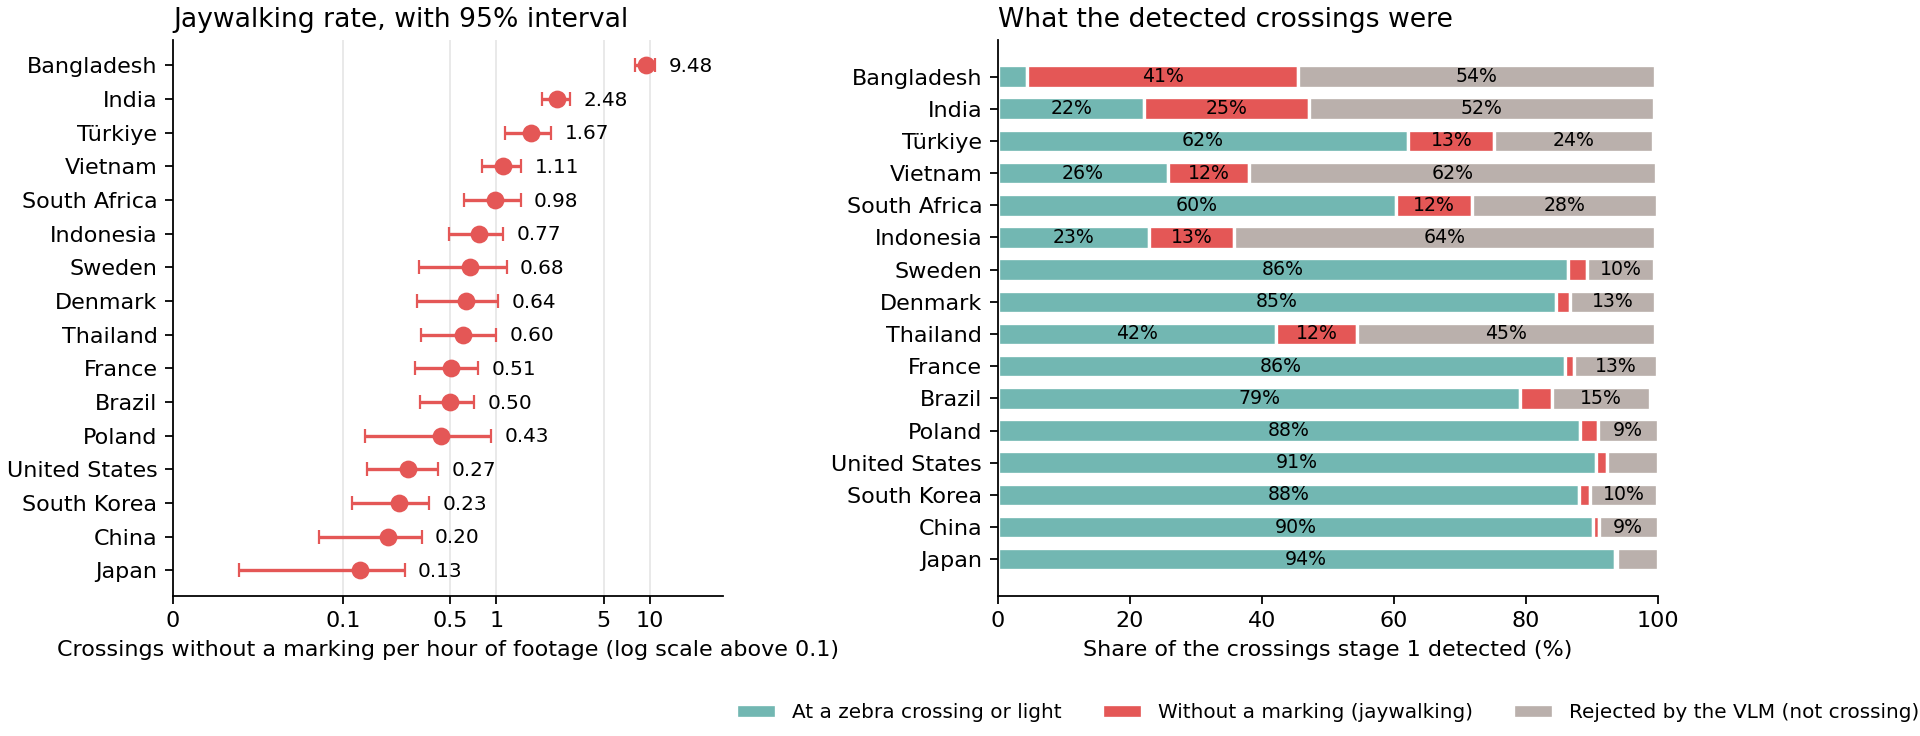 Jaywalking rate, with 95% interval
Bangladesh 9.48
India 2.48
Türkiye 1.67
Vietnam 1.11
South Africa 0.98
Indonesia 0.77
Sweden 0.68
Denmark 0.64
Thailand 0.60
France 0.51
Brazil 0.50
Poland 0.43
United States 0.27
South Korea 0.23
China 0.20
Japan 0.13
0 0.1 0.5 1 5 10
Crossings without a marking per hour of footage (log scale above 0.1)
What the detected crossings were
Bangladesh 41% 54%
India 22% 25% 52%
Türkiye 62% 13% 24%
Vietnam 26% 12% 62%
South Africa 60% 12% 28%
Indonesia 23% 13% 64%
Sweden 86% 10%
Denmark 85% 13%
Thailand 42% 12% 45%
France 86% 13%
Brazil 79% 15%
Poland 88% 9%
United States 91%
South Korea 88% 10%
China 90% 9%
Japan 94%
0 20 40 60 80 100
Share of the crossings stage 1 detected (%)
At a zebra crossing or light Without a marking (jaywalking) Rejected by the VLM (not crossing)